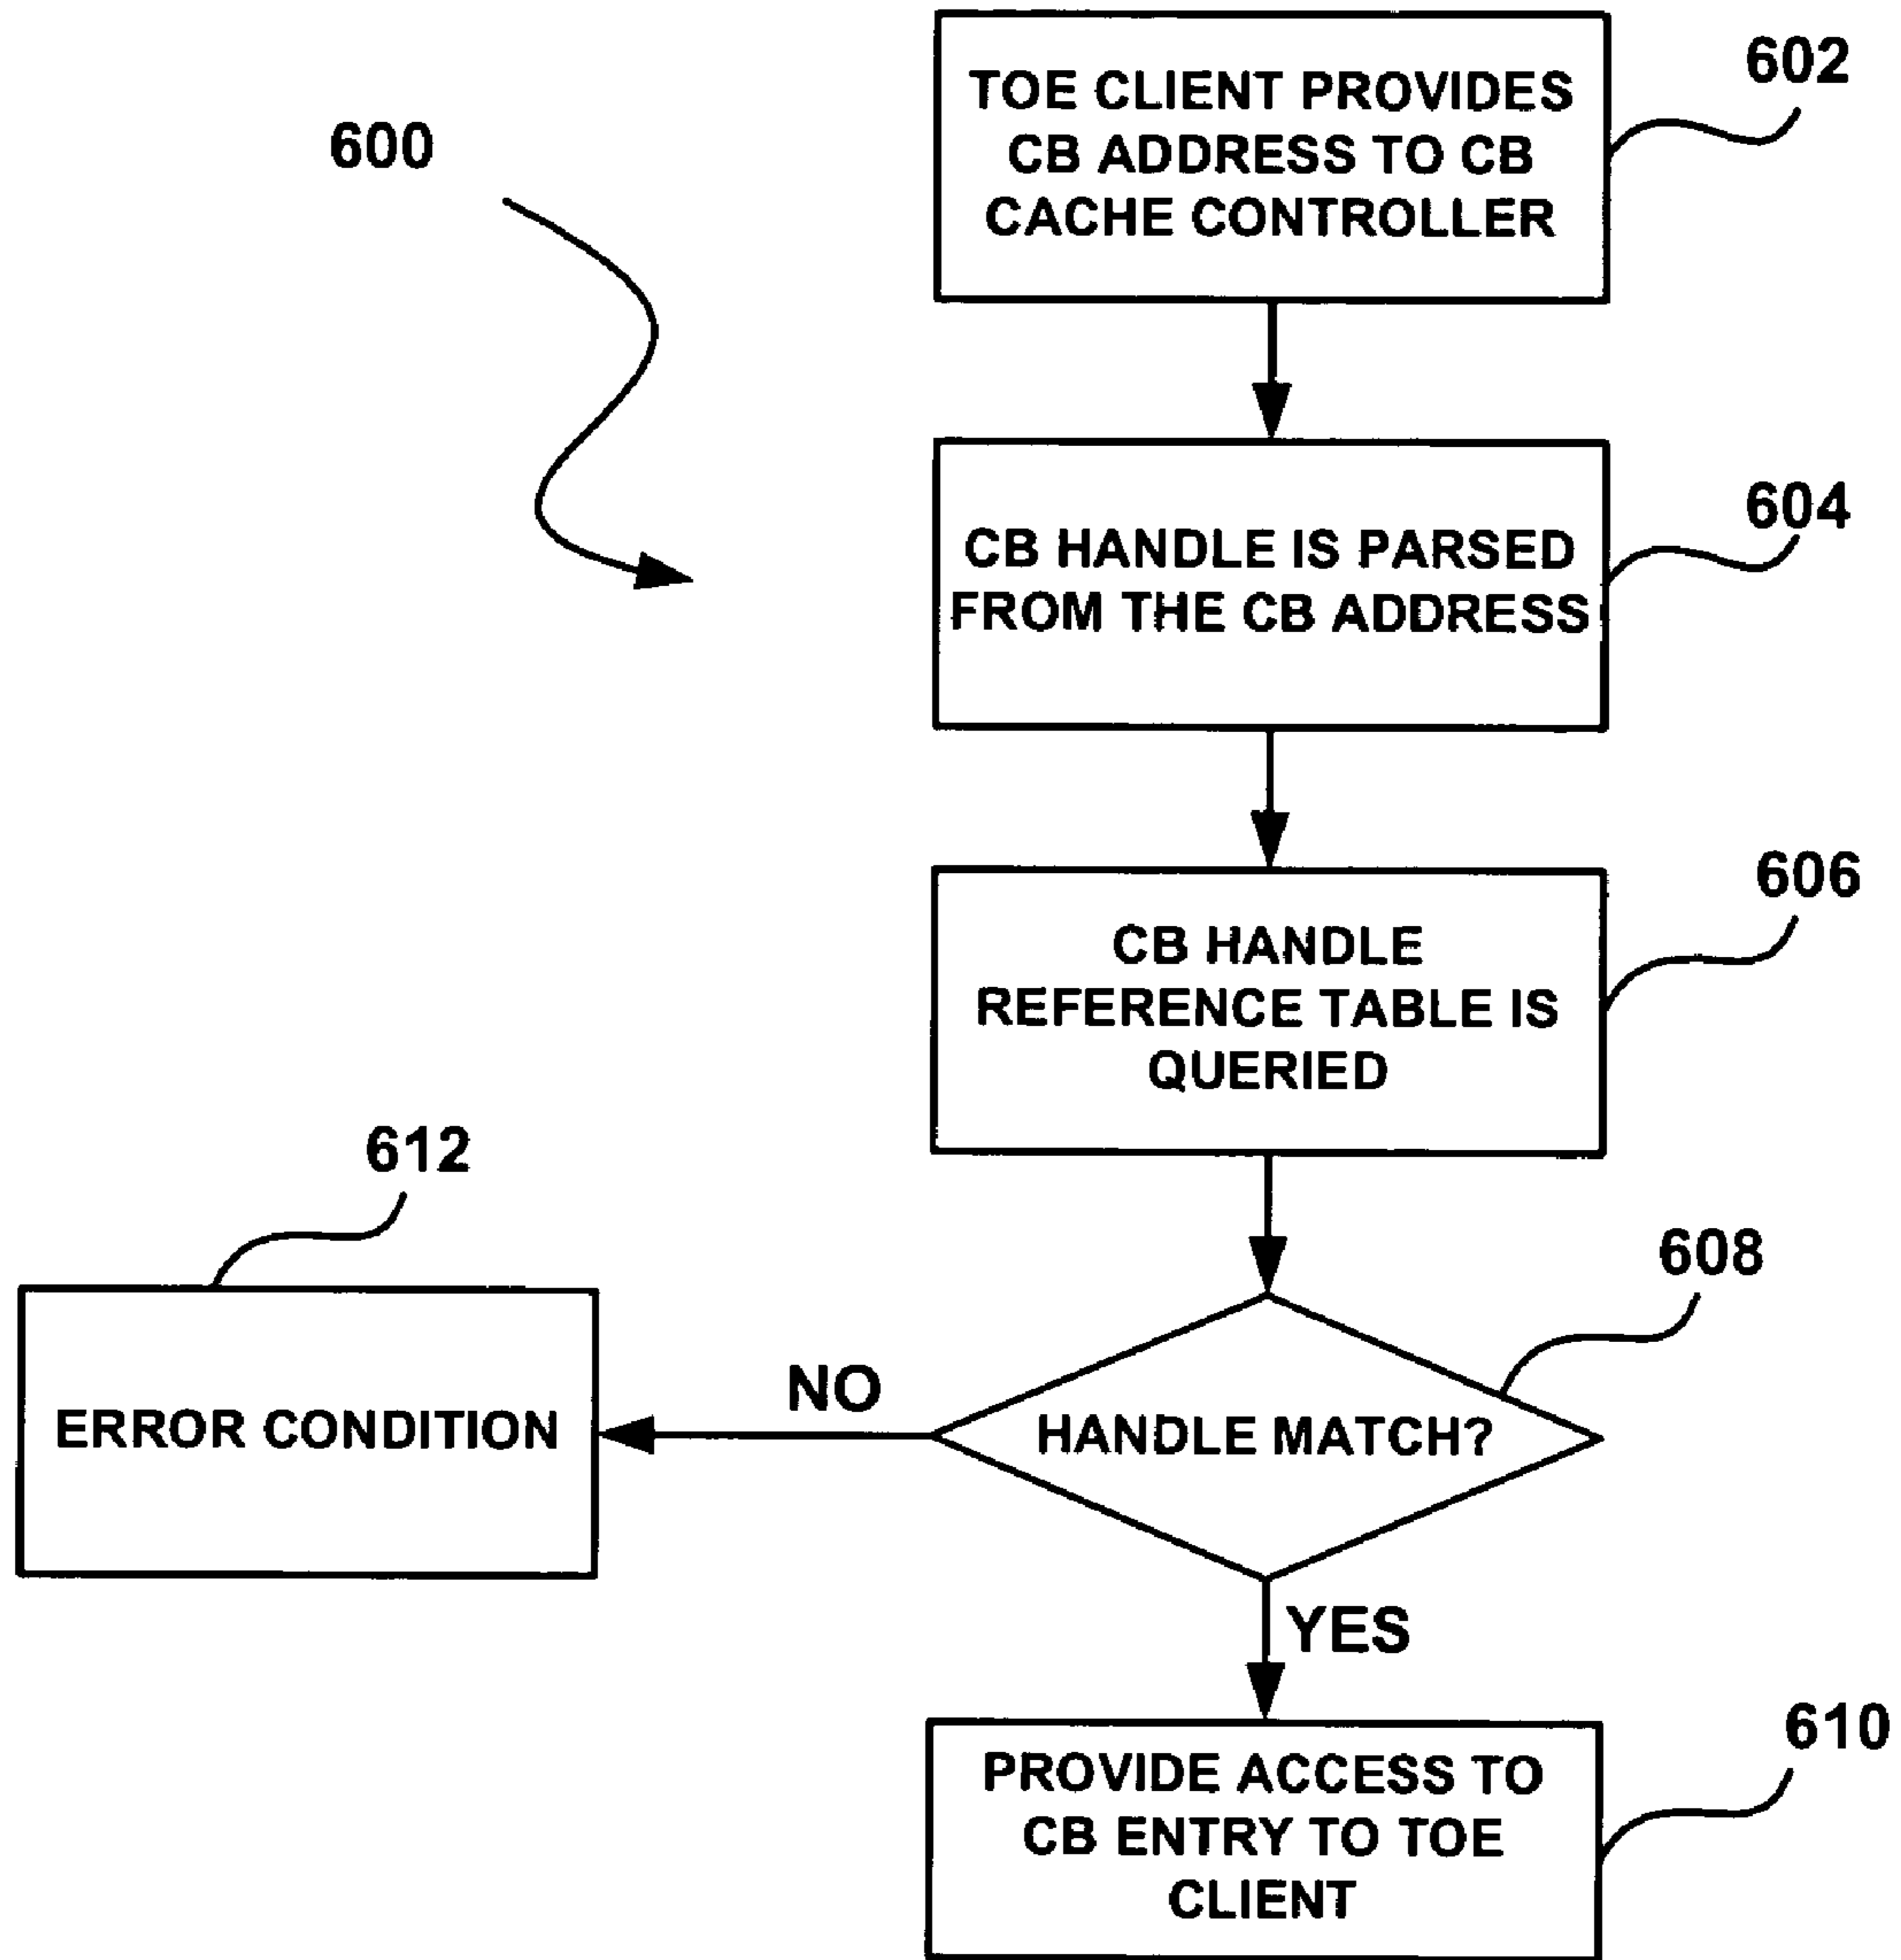 600
TOE CLIENT PROVIDES
CB ADDRESS TO CB
CACHE CONTROLLER
602
CB HANDLE IS PARSED
FROM THE CB ADDRESS
604
CB HANDLE
REFERENCE TABLE IS
QUERIED
606
HANDLE MATCH?
608
NO
ERROR CONDITION
612
YES
PROVIDE ACCESS TO
CB ENTRY TO TOE
CLIENT
610